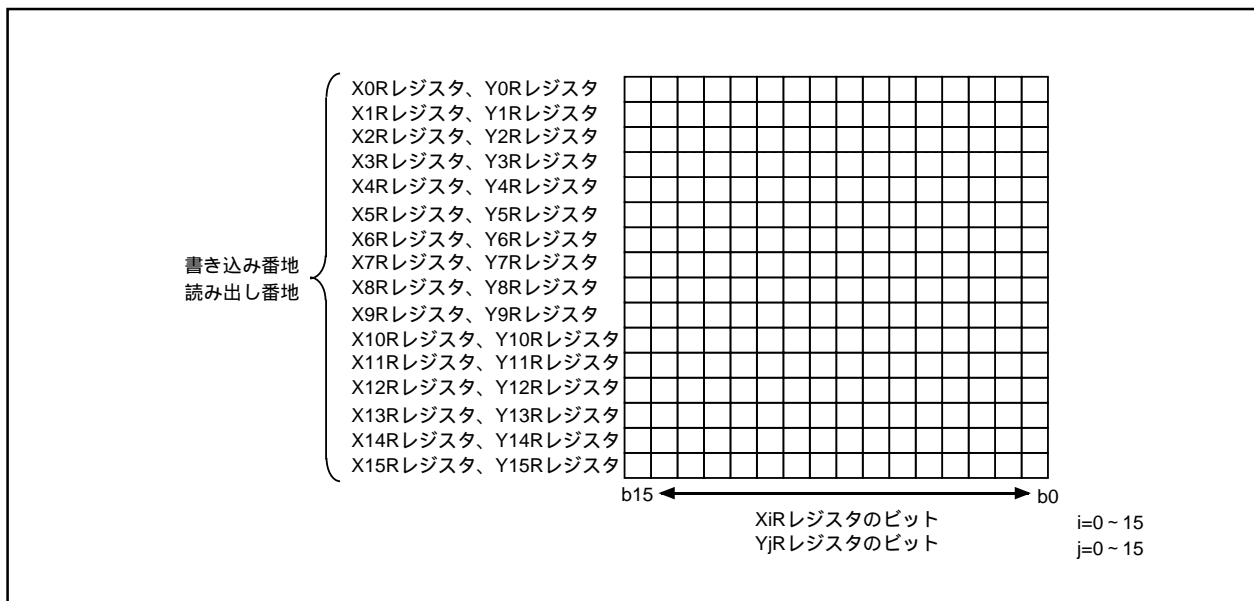 X0Rレジスタ、Y0Rレジスタ
X1Rレジスタ、Y1Rレジスタ
X2Rレジスタ、Y2Rレジスタ
X3Rレジスタ、Y3Rレジスタ
X4Rレジスタ、Y4Rレジスタ
X5Rレジスタ、Y5Rレジスタ
X6Rレジスタ、Y6Rレジスタ
X7Rレジスタ、Y7Rレジスタ
X8Rレジスタ、Y8Rレジスタ
X9Rレジスタ、Y9Rレジスタ
X10Rレジスタ、Y10Rレジスタ
X11Rレジスタ、Y11Rレジスタ
X12Rレジスタ、Y12Rレジスタ
X13Rレジスタ、Y13Rレジスタ
X14Rレジスタ、Y14Rレジスタ
X15Rレジスタ、Y15Rレジスタ
書き込み番地
読み出し番地
b15 b0
XiRレジスタのビット i=0~15
YjRレジスタのビット j=0~15